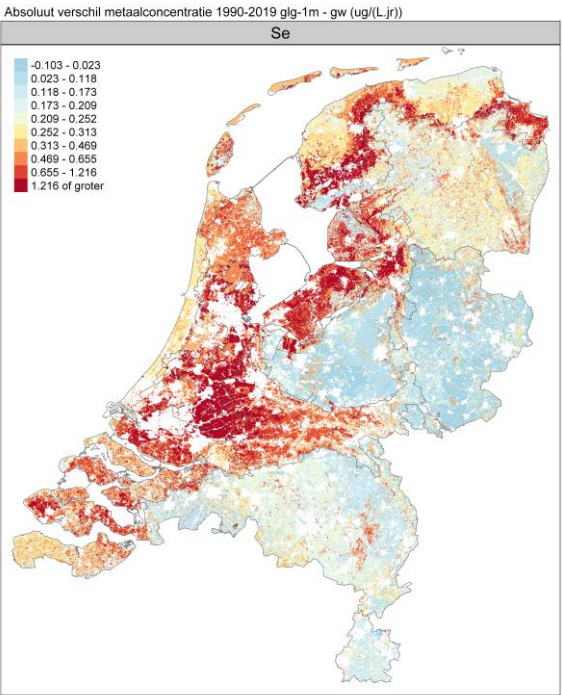 Absoluut verschil metaalconcentratie 1990-2019 glg-1m - gw (ug/(L.jr))
Se
-0.103 - 0.023
0.023 - 0.118
0.118 - 0.173
0.173 - 0.209
0.209 - 0.252
0.252 - 0.313
0.313 - 0.469
0.469 - 0.655
0.655 - 1.216
1.216 of groter